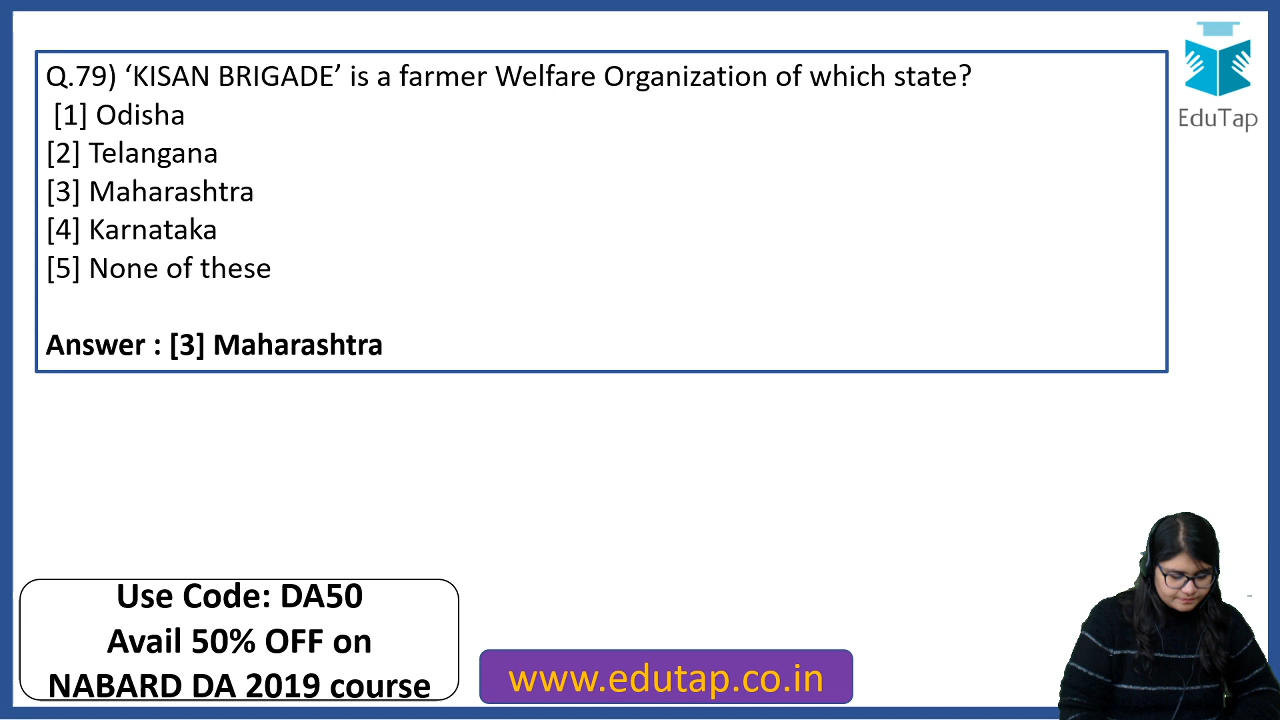 Q.79) ‘KISAN BRIGADE’ is a farmer Welfare Organization of which state?
[1] Odisha
[2] Telangana
[3] Maharashtra
[4] Karnataka
[5] None of these
Answer : [3] Maharashtra
EduTap
Use Code: DA50
Avail 50% OFF on
NABARD DA 2019 course
www.edutap.co.in